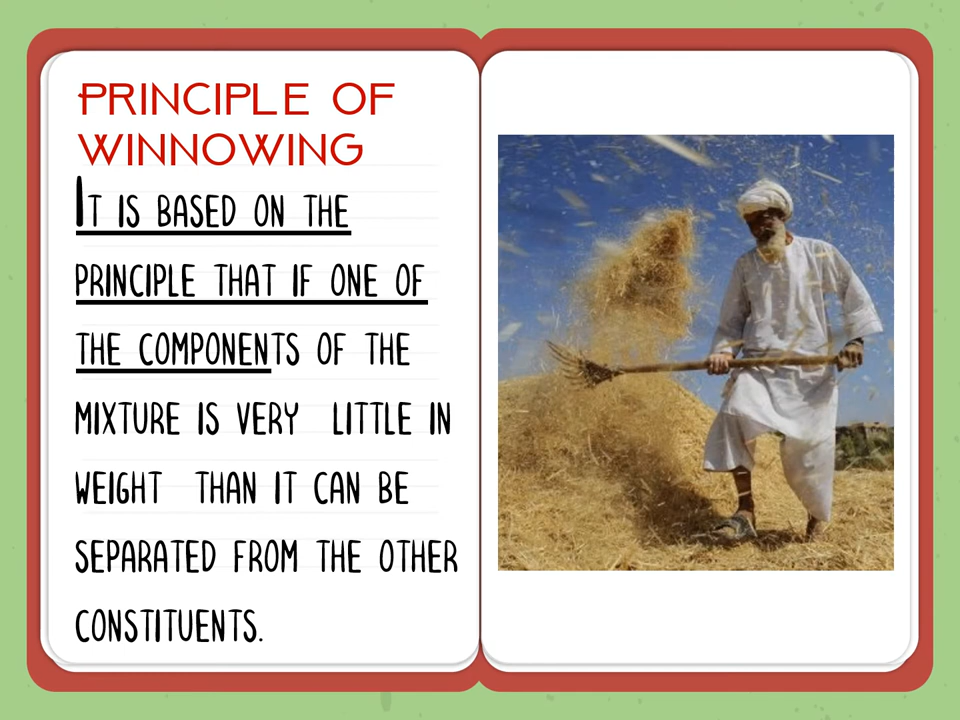 PRINCIPLE OF
WINNOWING
IT IS BASED ON THE
PRINCIPLE THAT IF ONE OF
THE COMPONENTS OF THE
MIXTURE IS VERY LITTLE IN
WEIGHT THAN IT CAN BE
SEPARATED FROM THE OTHER
CONSTITUENTS.